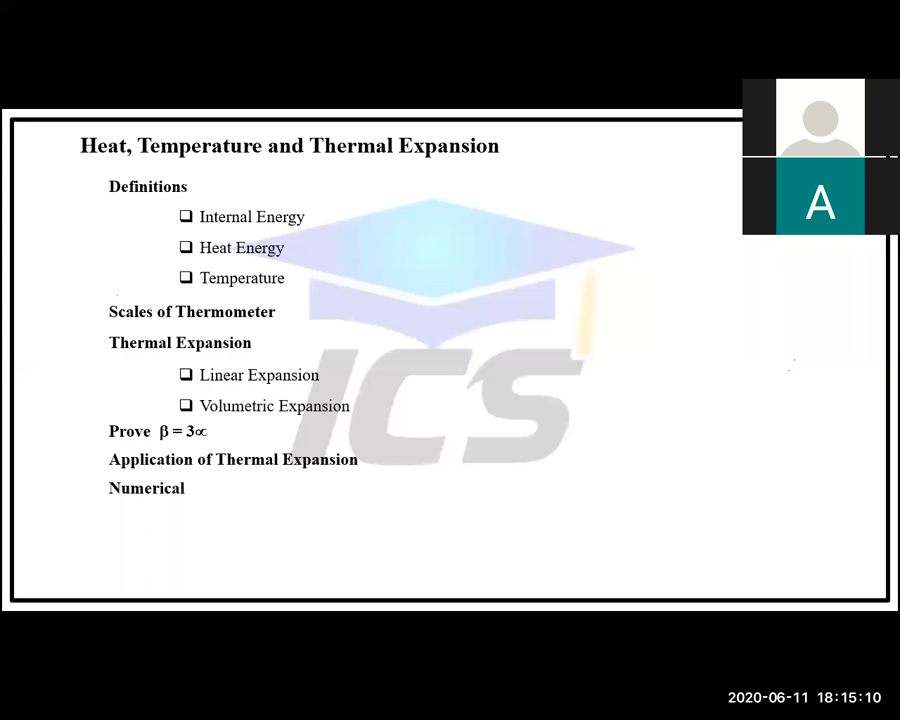 Heat, Temperature and Thermal Expansion
A
Definitions
❑ Internal Energy
❑ Heat Energy
❑ Temperature
Scales of Thermometer
Thermal Expansion
❑ Linear Expansion
❑ Volumetric Expansion
Prove β = 3∝
Application of Thermal Expansion
Numerical
ICS
2020-06-11 18:15:10